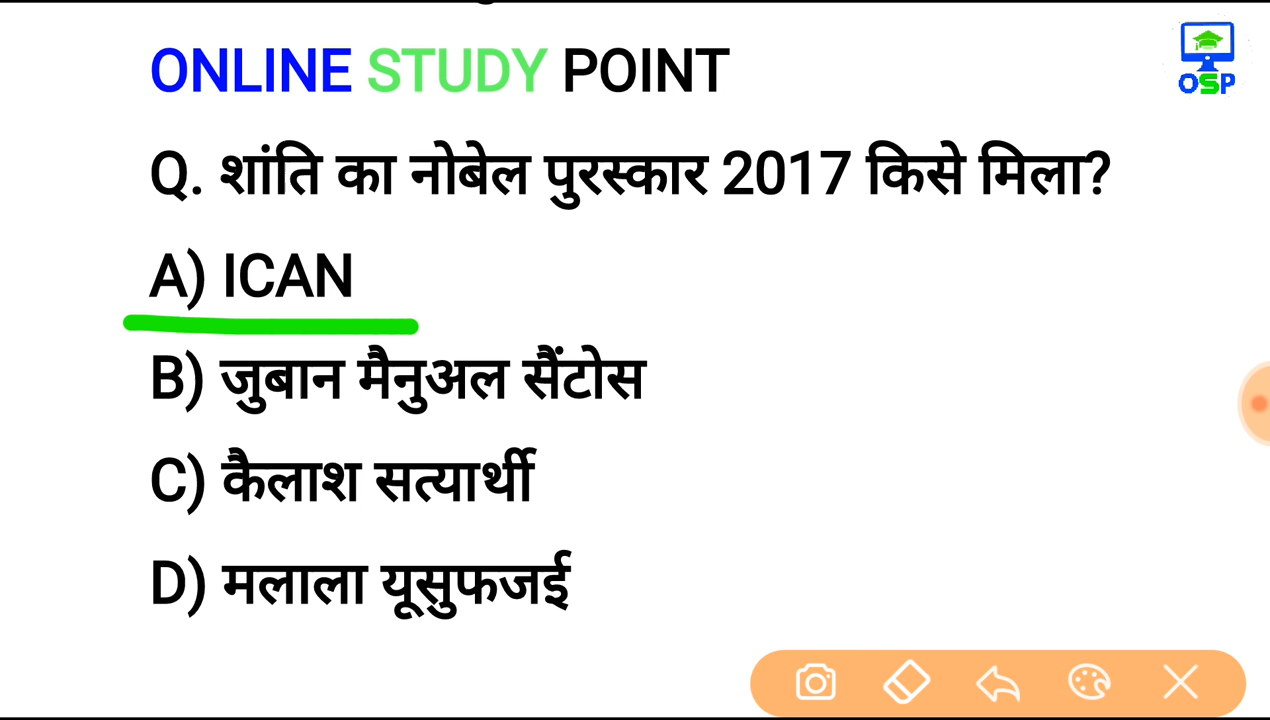 ONLINE STUDY POINT
OSP
Q. शांति का नोबेल पुरस्कार 2017 किसे मिला?
A) ICAN
B) जुबान मैनुअल सैंटोस
C) कैलाश सत्यार्थी
D) मलाला यूसुफजई